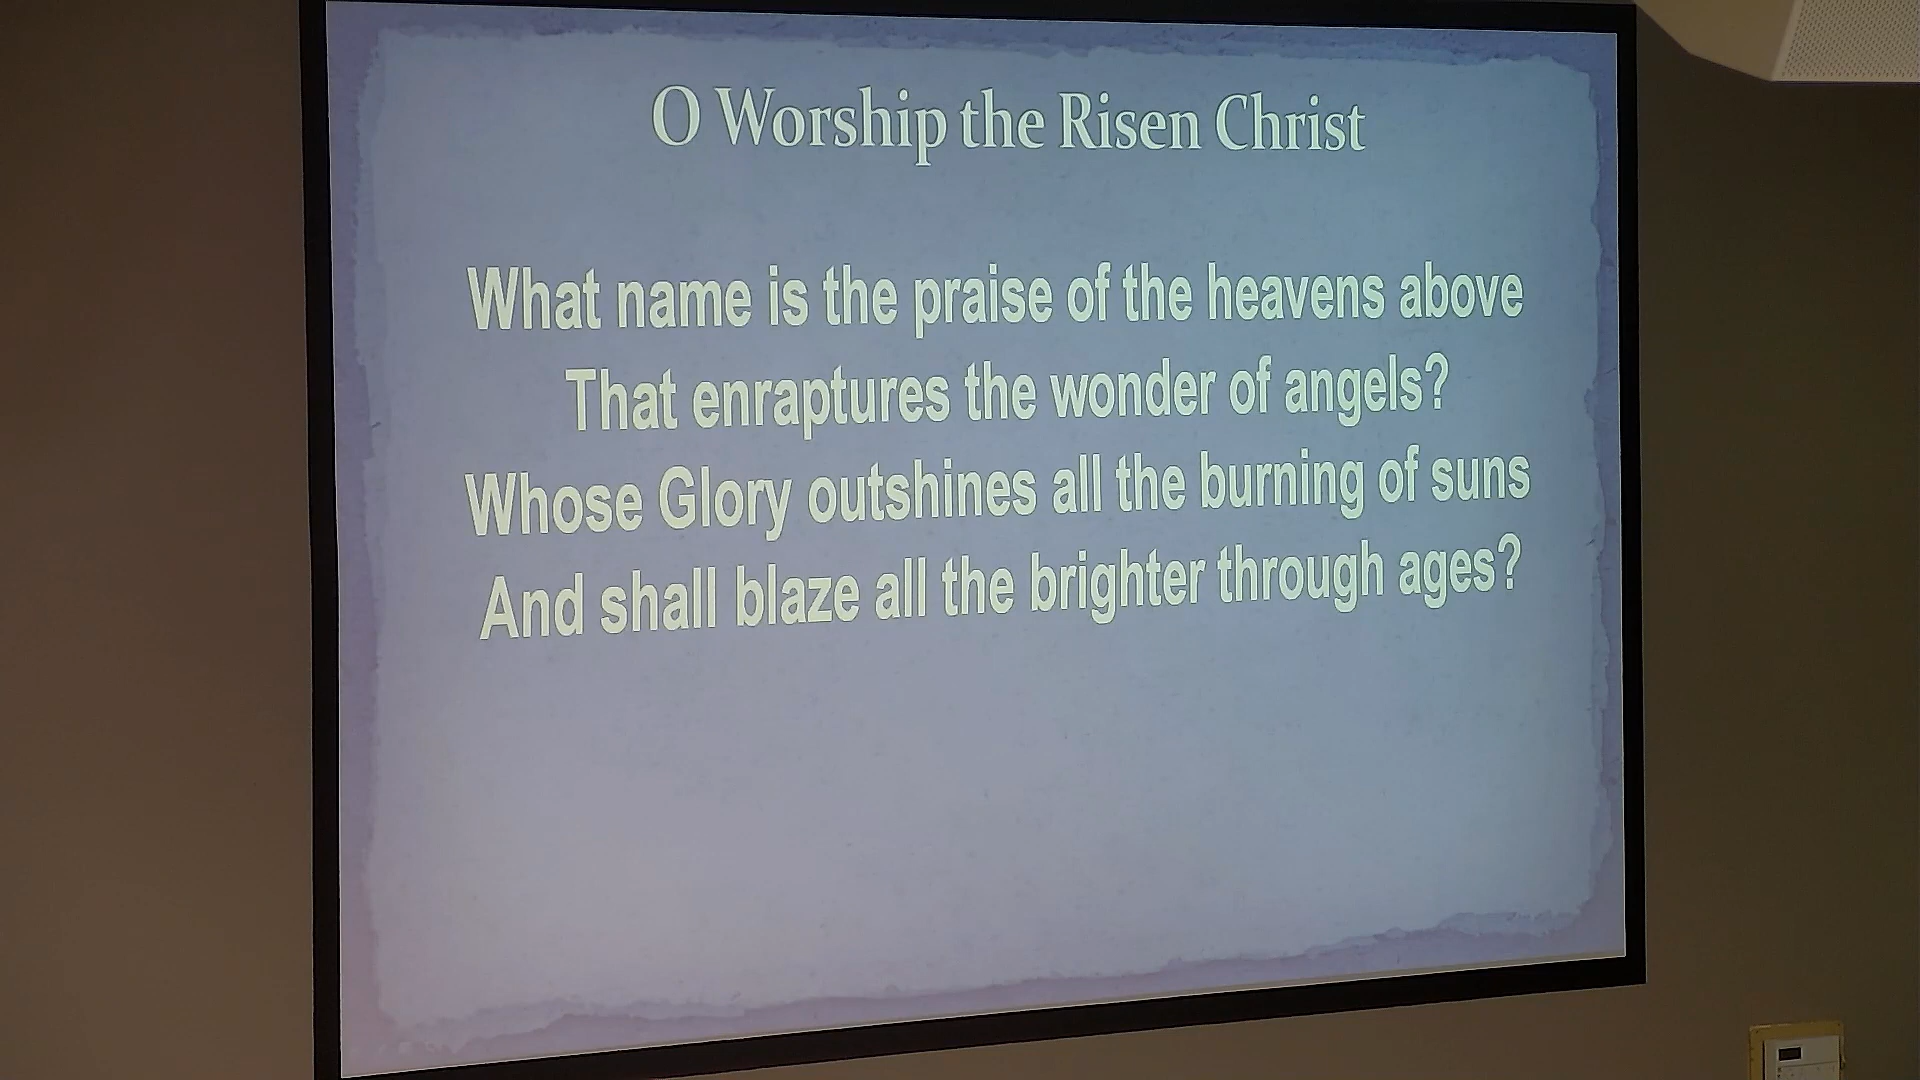 O Worship the Risen Christ
What name is the praise of the heavens above
That enraptures the wonder of angels?
Whose Glory outshines all the burning of suns
And shall blaze all the brighter through ages?